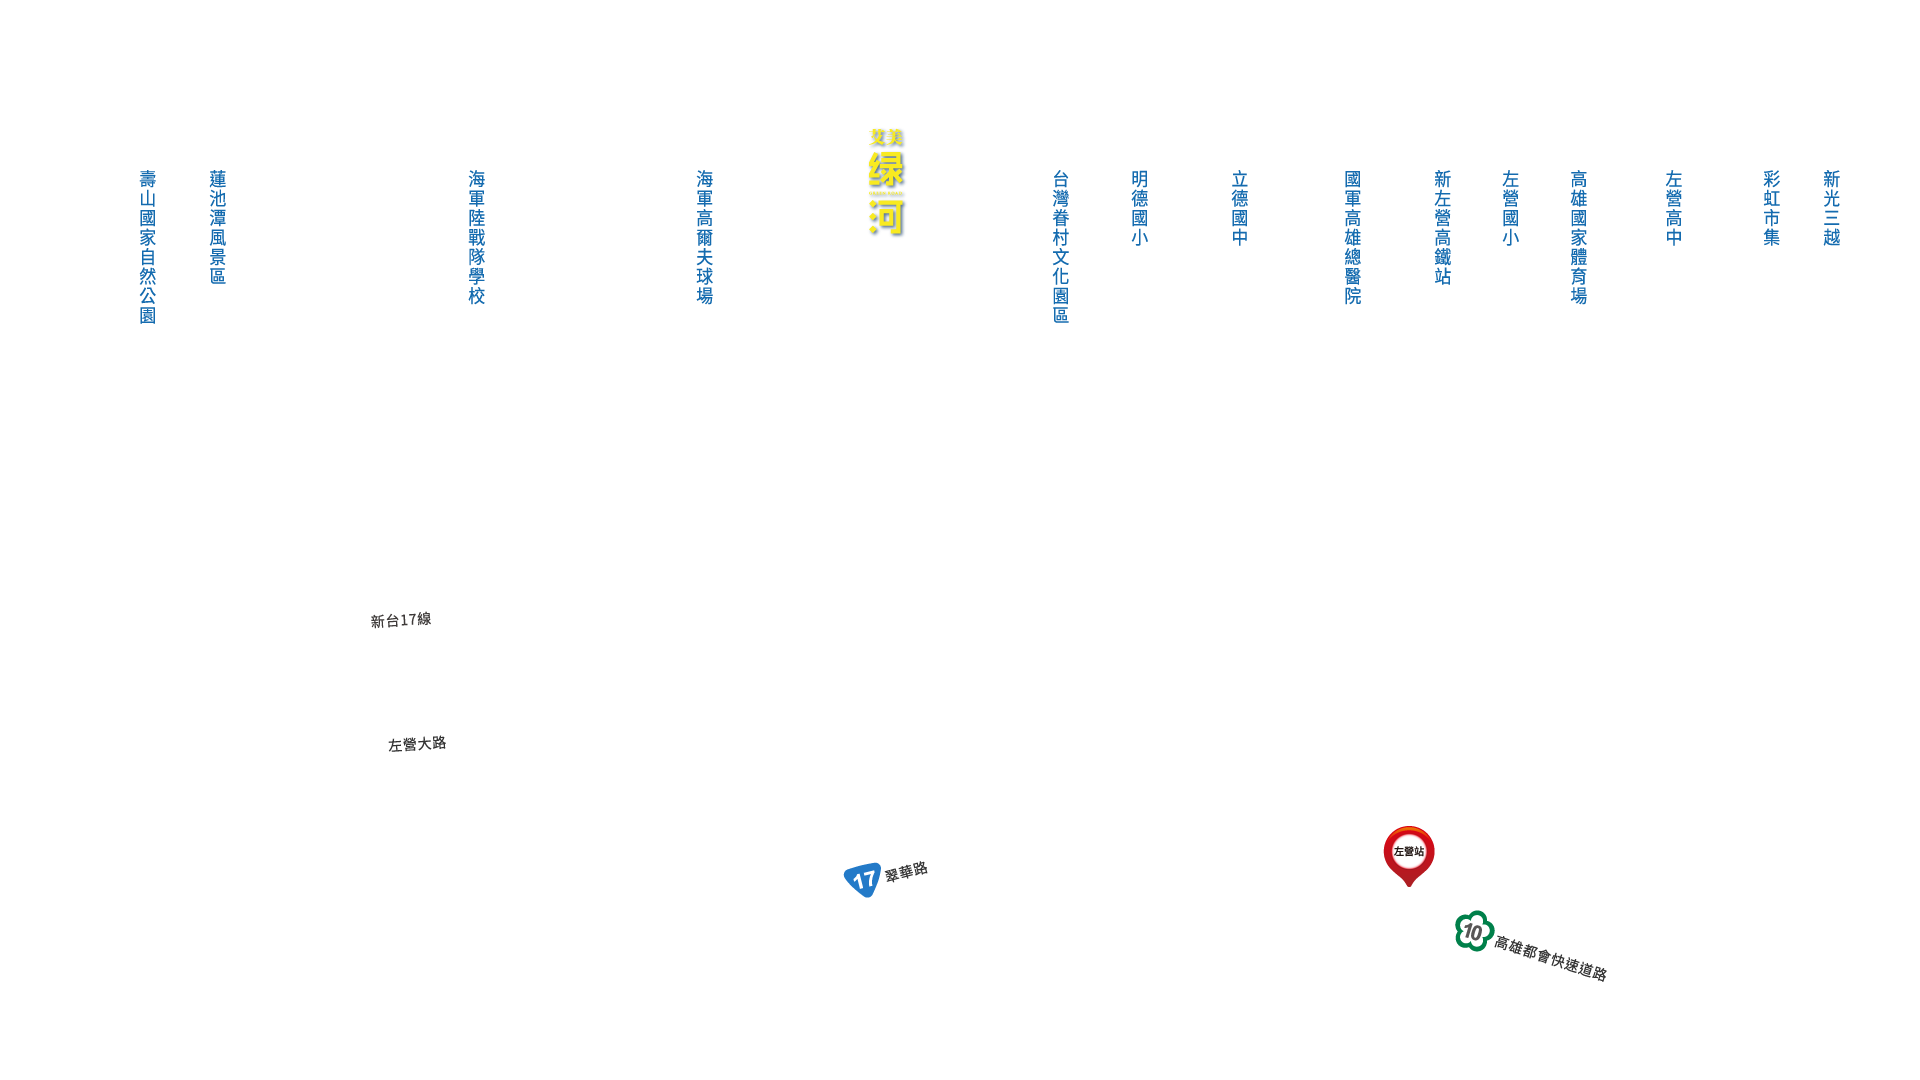 壽山國家自然公園
蓮池潭風景區
海軍陸戰隊學校
海軍高爾夫球場
艾美
绿
河
台灣眷村文化園區
明德國小
立德國中
國軍高雄總醫院
新左營高鐵站
左營國小
高雄國家體育場
左營高中
彩虹市集
新光三越
新台17線
左營大路
17
翠華路
左營站
10
高雄都會快速道路